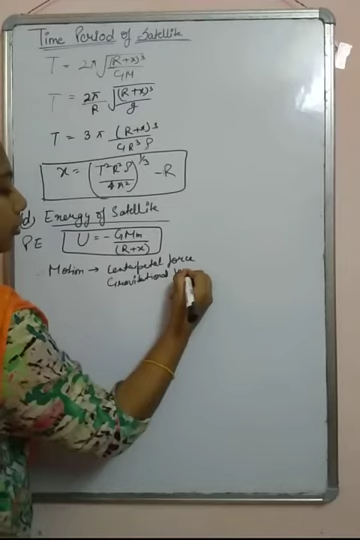 Time Period of Satellite
T = 2π √((R+x)³/GM)
T = 2π/R √((R+x)³/g)
T = 3π (R+x)³/GR³ρ
x = (T²R²g/4π²)^1/3 - R
d) Energy of Satellite
PE U = -GMm/(R+x)
Motion → Centripetal force
Gravitational